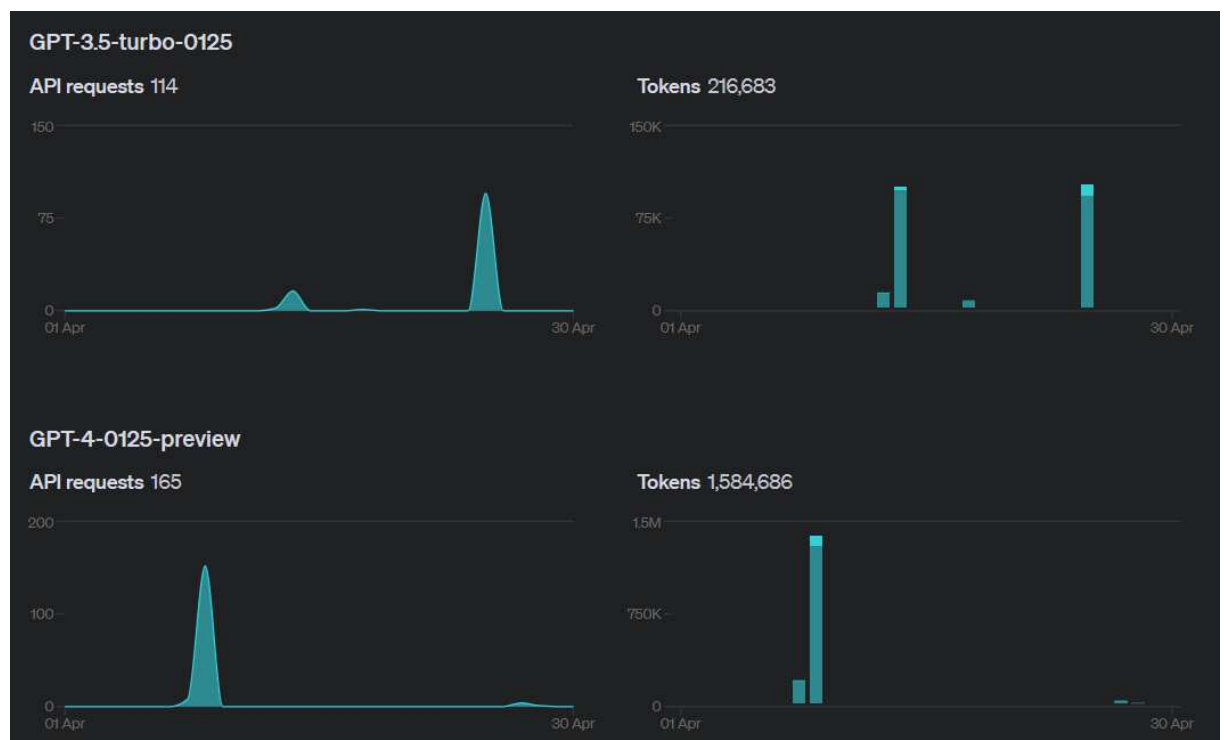 GPT-3.5-turbo-0125
API requests 114
Tokens 216,683
150
75
0
01 Apr
30 Apr
150K
75K
0
01 Apr
30 Apr
GPT-4-0125-preview
API requests 165
Tokens 1,584,686
200
100
0
01 Apr
30 Apr
1.5M
750K
0
01 Apr
30 Apr